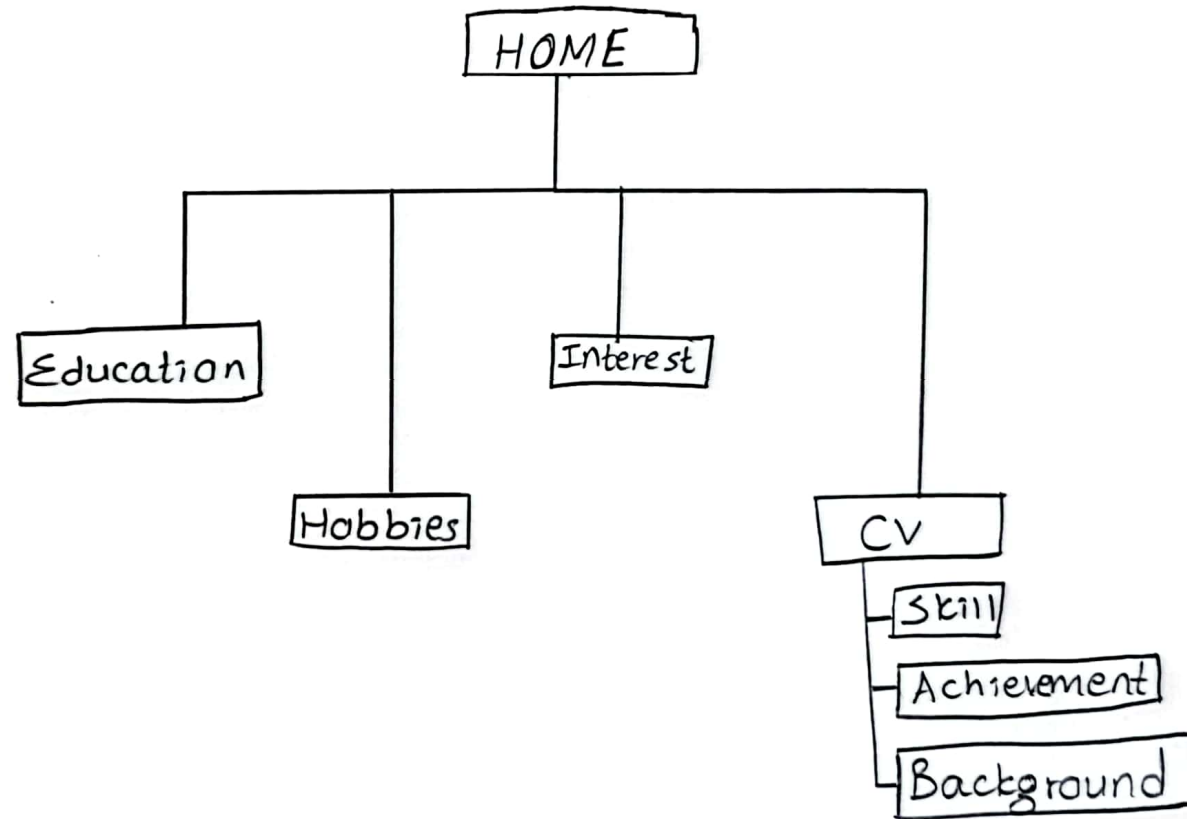 HOME
Education
Interest
Hobbies
CV
Skill
Achievement
Background